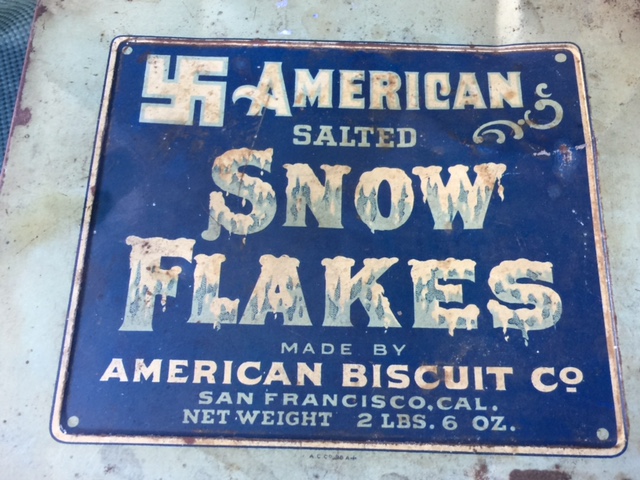 AMERICAN
SALTED
SNOW
FLAKES
MADE BY
AMERICAN BISCUIT Co
SAN FRANCISCO, CAL.
NET WEIGHT 2 LBS. 6 OZ.